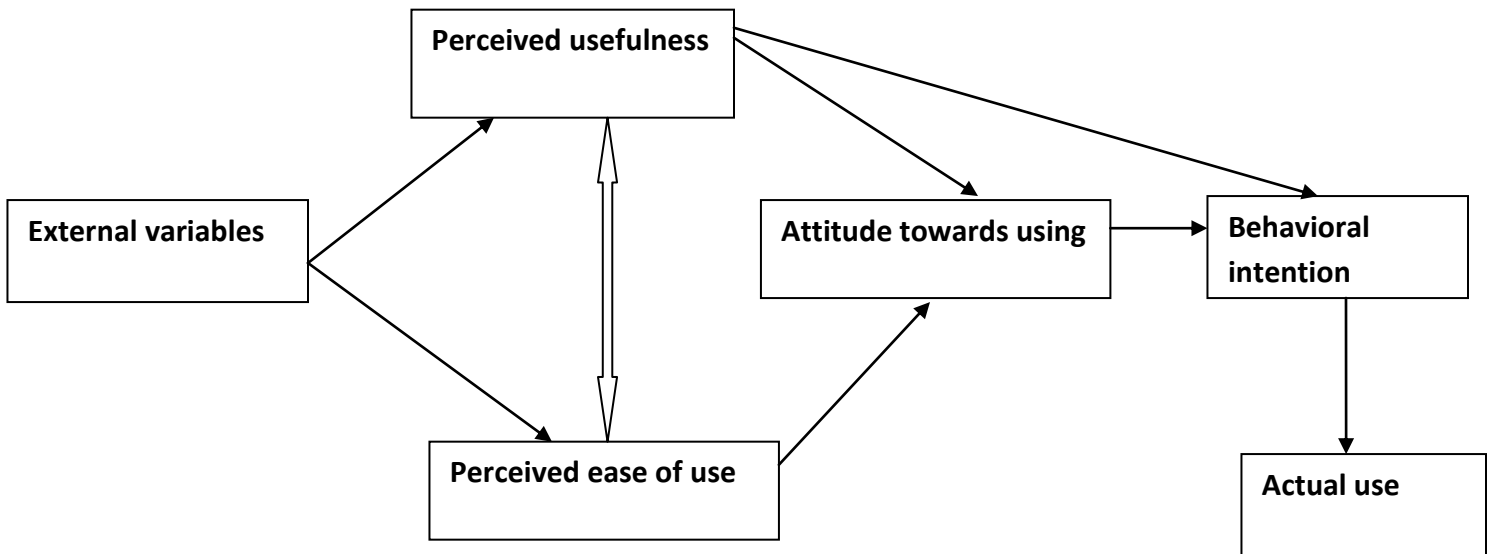 Perceived usefulness
External variables
Attitude towards using
Behavioral
intention
Perceived ease of use
Actual use